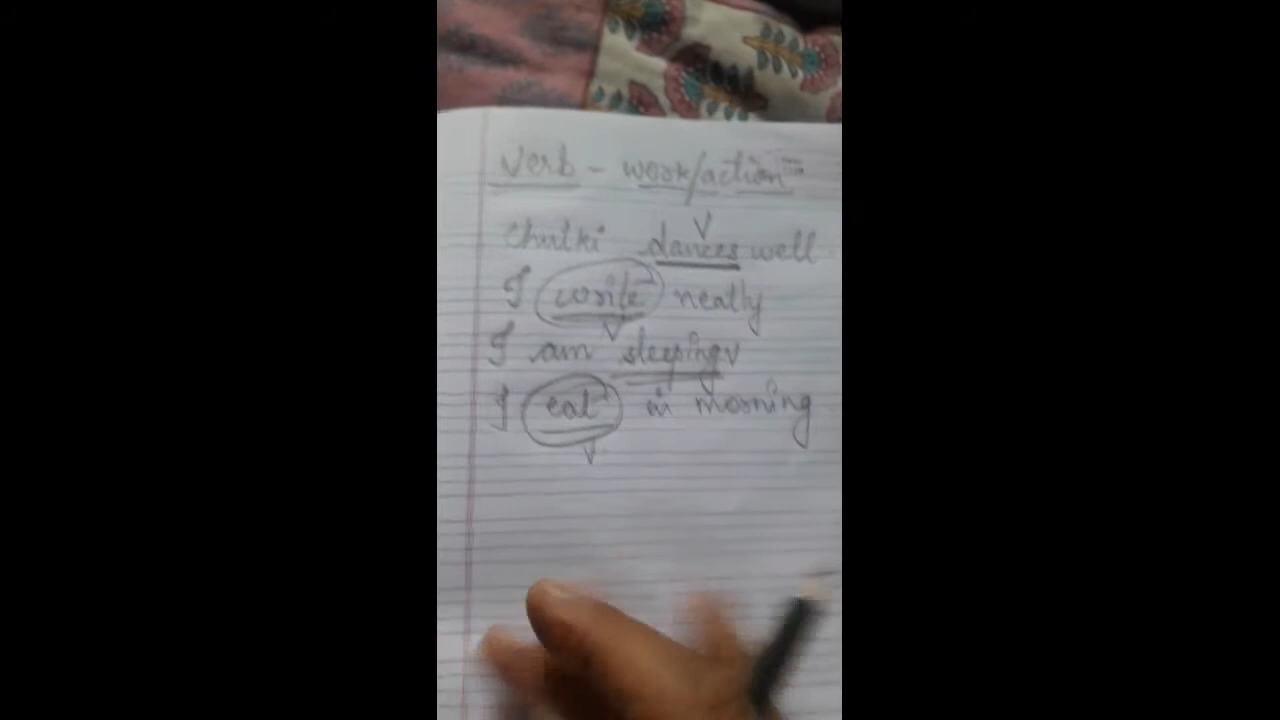 Verb - work/action
V
Chutki dances well
I write neatly
V
I am sleeping V
I eat in morning
V